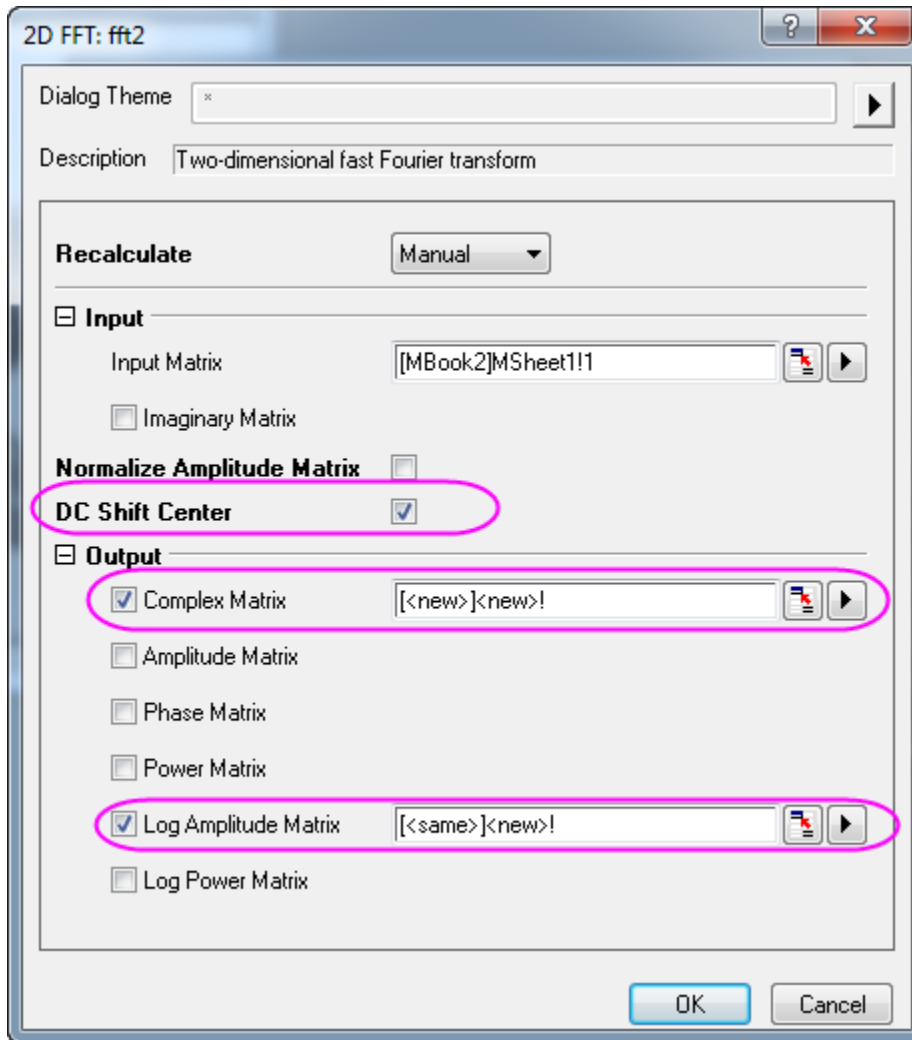 2D FFT: fft2
Dialog Theme *
Description Two-dimensional fast Fourier transform
Recalculate Manual
Input
Input Matrix [MBook2]MSheet1!1
Imaginary Matrix
Normalize Amplitude Matrix
DC Shift Center
Output
Complex Matrix [<new>]<new>!
Amplitude Matrix
Phase Matrix
Power Matrix
Log Amplitude Matrix [<same>]<new>!
Log Power Matrix
OK Cancel